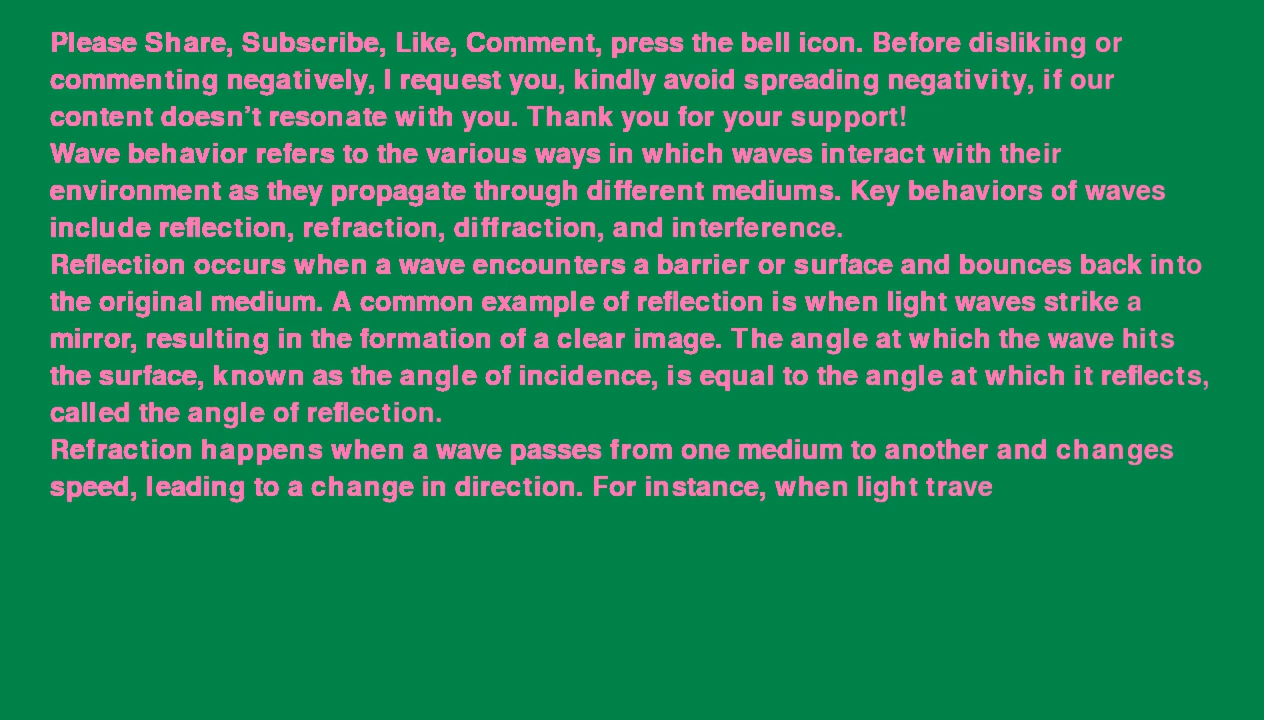 Please Share, Subscribe, Like, Comment, press the bell icon. Before disliking or
commenting negatively, I request you, kindly avoid spreading negativity, if our
content doesn’t resonate with you. Thank you for your support!
Wave behavior refers to the various ways in which waves interact with their
environment as they propagate through different mediums. Key behaviors of waves
include reflection, refraction, diffraction, and interference.
Reflection occurs when a wave encounters a barrier or surface and bounces back into
the original medium. A common example of reflection is when light waves strike a
mirror, resulting in the formation of a clear image. The angle at which the wave hits
the surface, known as the angle of incidence, is equal to the angle at which it reflects,
called the angle of reflection.
Refraction happens when a wave passes from one medium to another and changes
speed, leading to a change in direction. For instance, when light trave